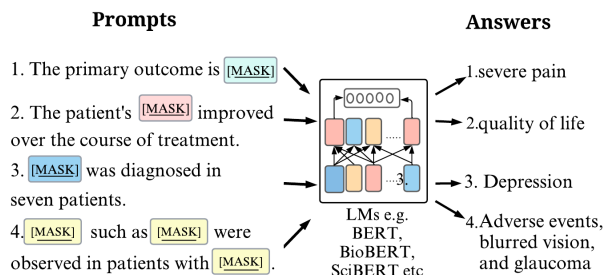 Prompts
Answers
1. The primary outcome is [MASK]
2. The patient's [MASK] improved
over the course of treatment.
3. [MASK] was diagnosed in
seven patients.
4. [MASK] such as [MASK] were
observed in patients with [MASK].
OOOOO
......
....3.
LMs e.g.
BERT,
BioBERT,
SciBERT etc
1.severe pain
2.quality of life
3. Depression
4.Adverse events,
blurred vision,
and glaucoma